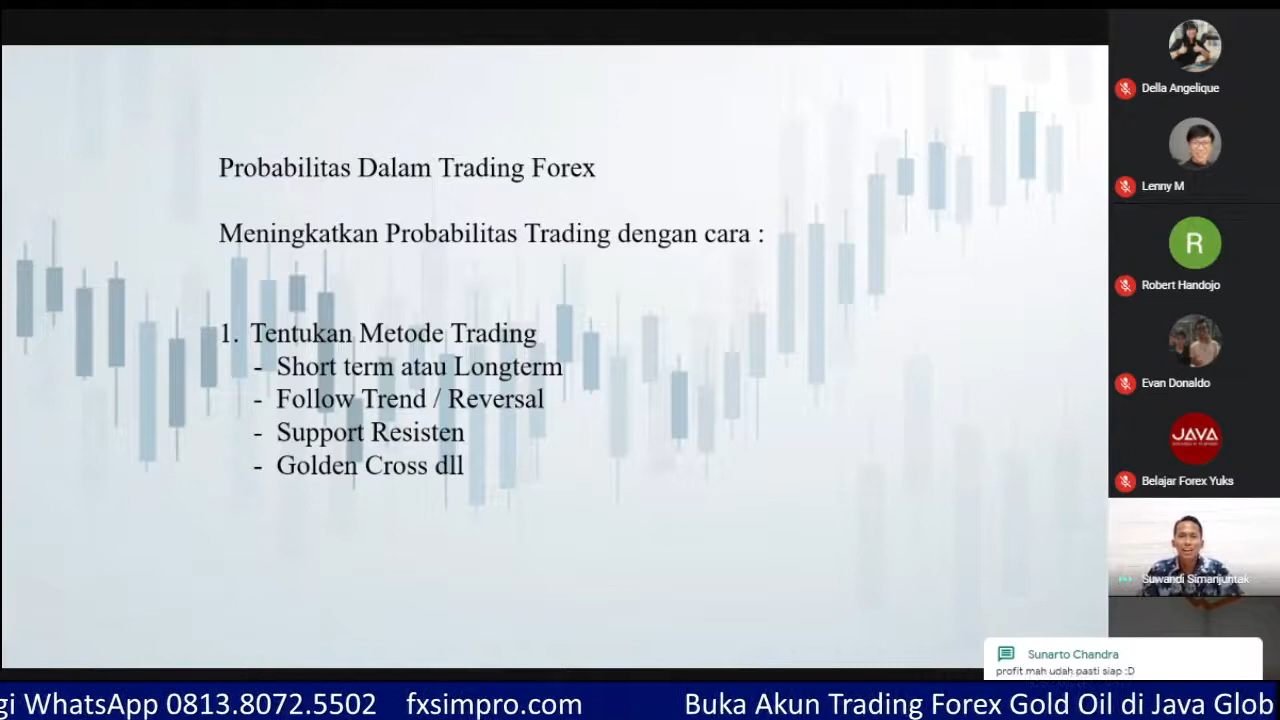 Probabilitas Dalam Trading Forex
Meningkatkan Probabilitas Trading dengan cara :
1. Tentukan Metode Trading
- Short term atau Longterm
- Follow Trend / Reversal
- Support Resisten
- Golden Cross dll
Della Angelique
Lenny M
R
Robert Handojo
Evan Donaldo
JAVA
Belajar Forex Yuks
Suwandi Simanjuntak
Sunarto Chandra
profit mah udah pasti siap :D
gi WhatsApp 0813.8072.5502 fxsimpro.com Buka Akun Trading Forex Gold Oil di Java Glob